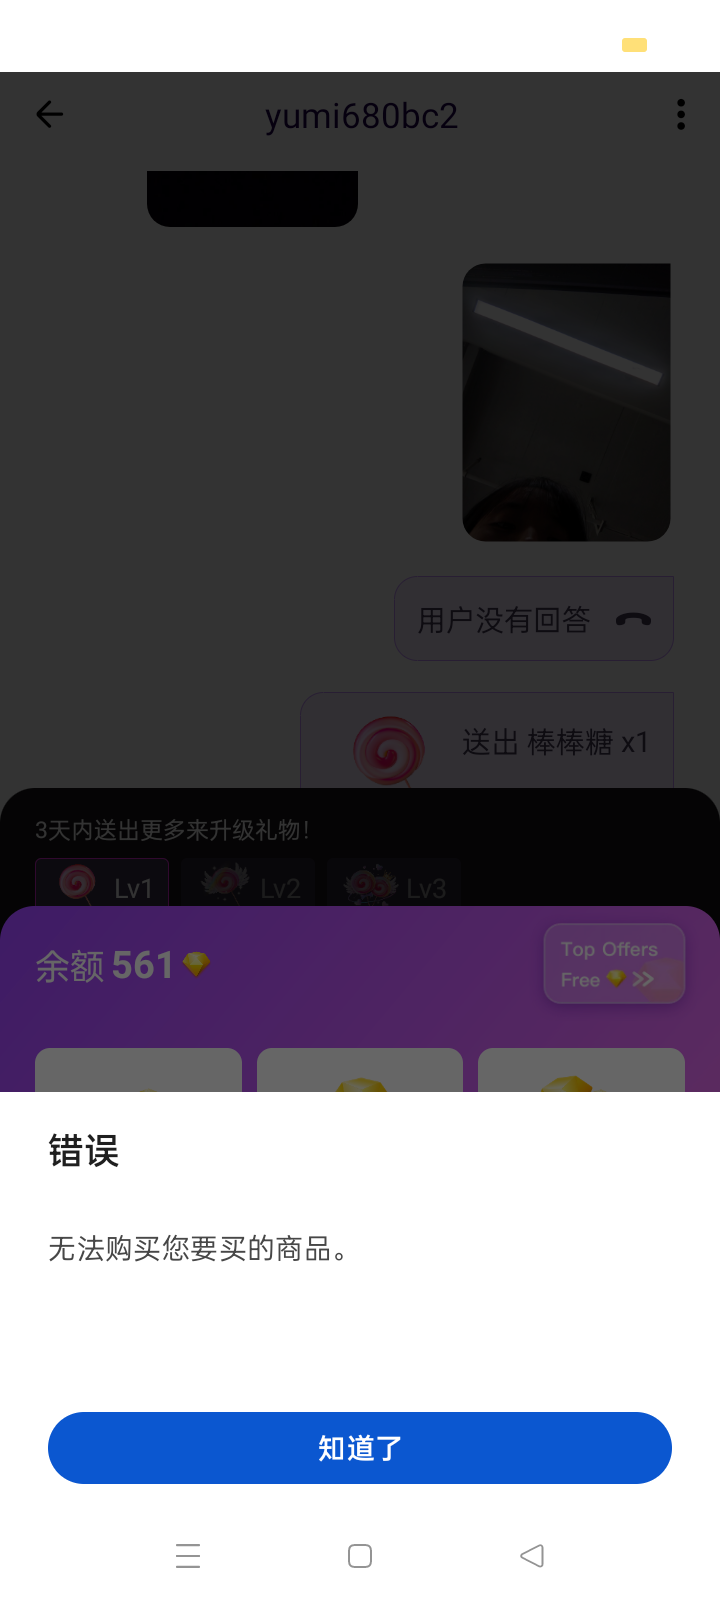 yumi680bc2
用户没有回答
送出 棒棒糖 x1
3天内送出更多来升级礼物!
Lv1 Lv2 Lv3
余额 561
Top Offers
Free
错误
无法购买您要买的商品。
知道了